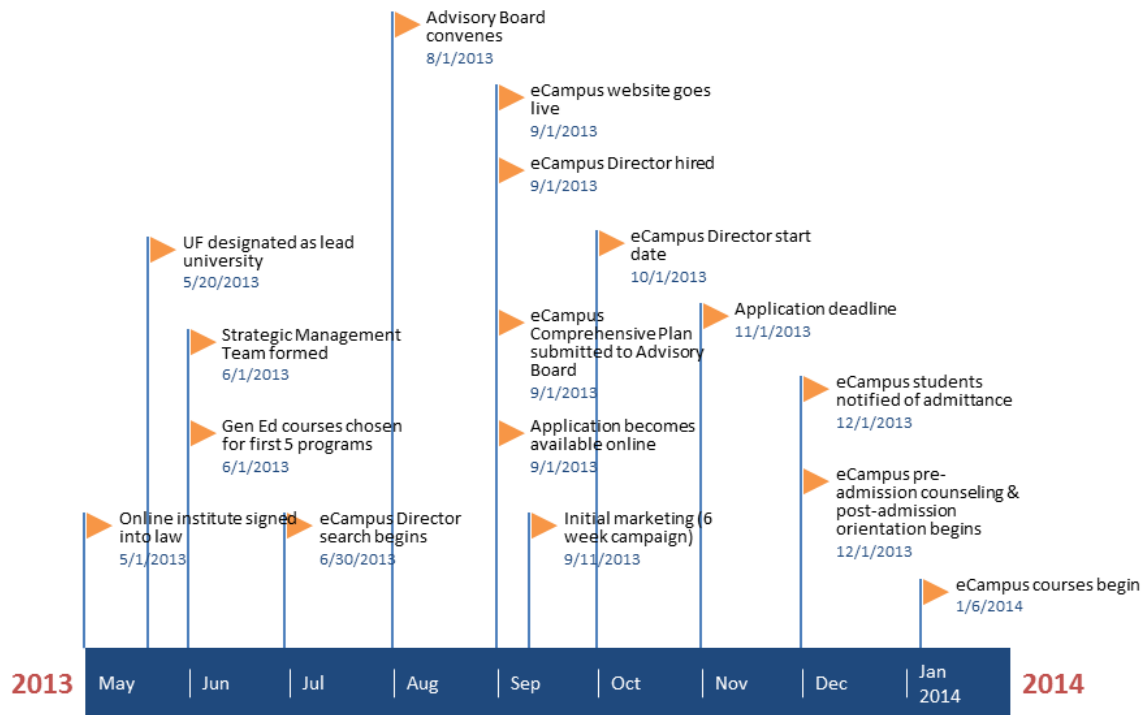 Advisory Board
convenes
8/1/2013
eCampus website goes
live
9/1/2013
eCampus Director hired
9/1/2013
UF designated as lead
university
5/20/2013
eCampus Director start
date
10/1/2013
Strategic Management
Team formed
6/1/2013
eCampus
Comprehensive Plan
submitted to Advisory
Board
9/1/2013
Application deadline
11/1/2013
Gen Ed courses chosen
for first 5 programs
6/1/2013
Application becomes
available online
9/1/2013
eCampus students
notified of admittance
12/1/2013
eCampus pre-
admission counseling &
post-admission
orientation begins
12/1/2013
Online institute signed
into law
5/1/2013
eCampus Director
search begins
6/30/2013
Initial marketing (6
week campaign)
9/11/2013
eCampus courses begin
1/6/2014
2013
May
Jun
Jul
Aug
Sep
Oct
Nov
Dec
Jan
2014
2014